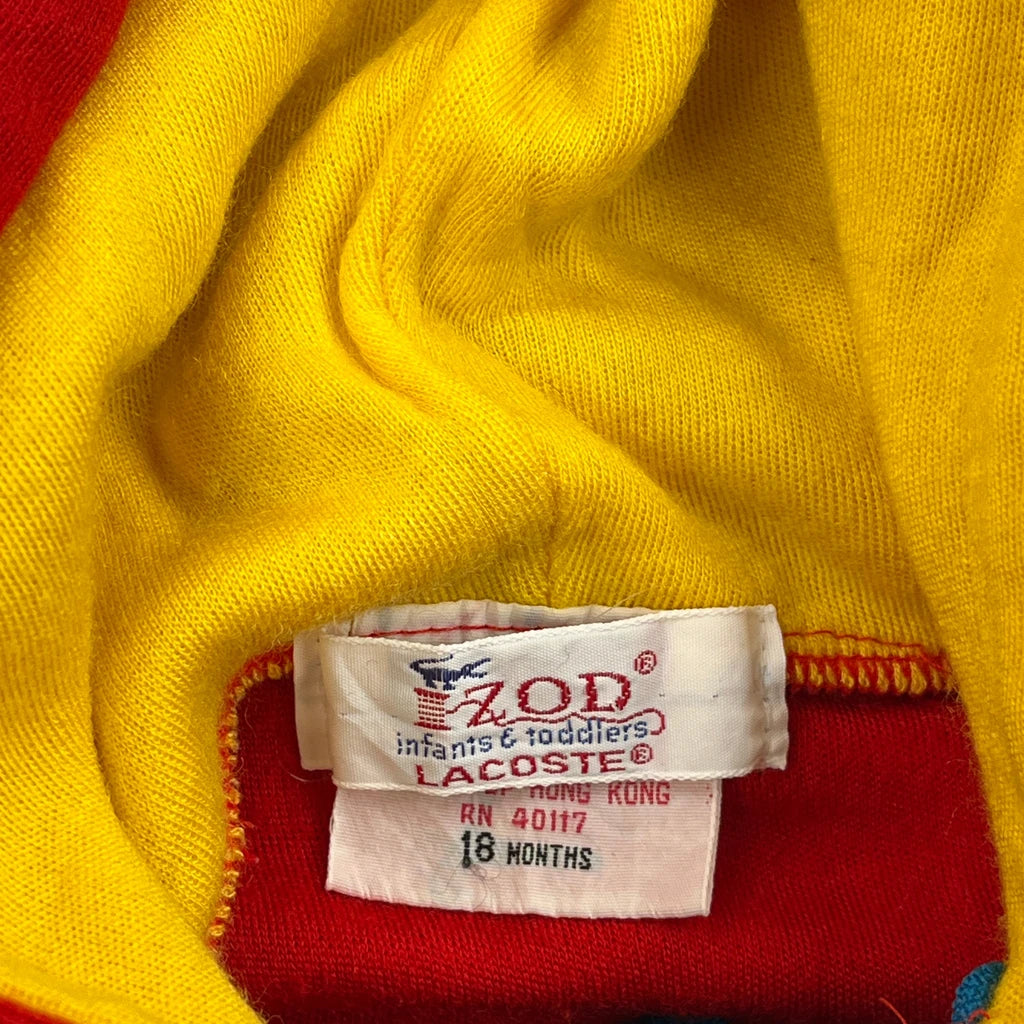 IZOD®
infants & toddlers
LACOSTE®
HONG KONG
RN 40117
18 MONTHS